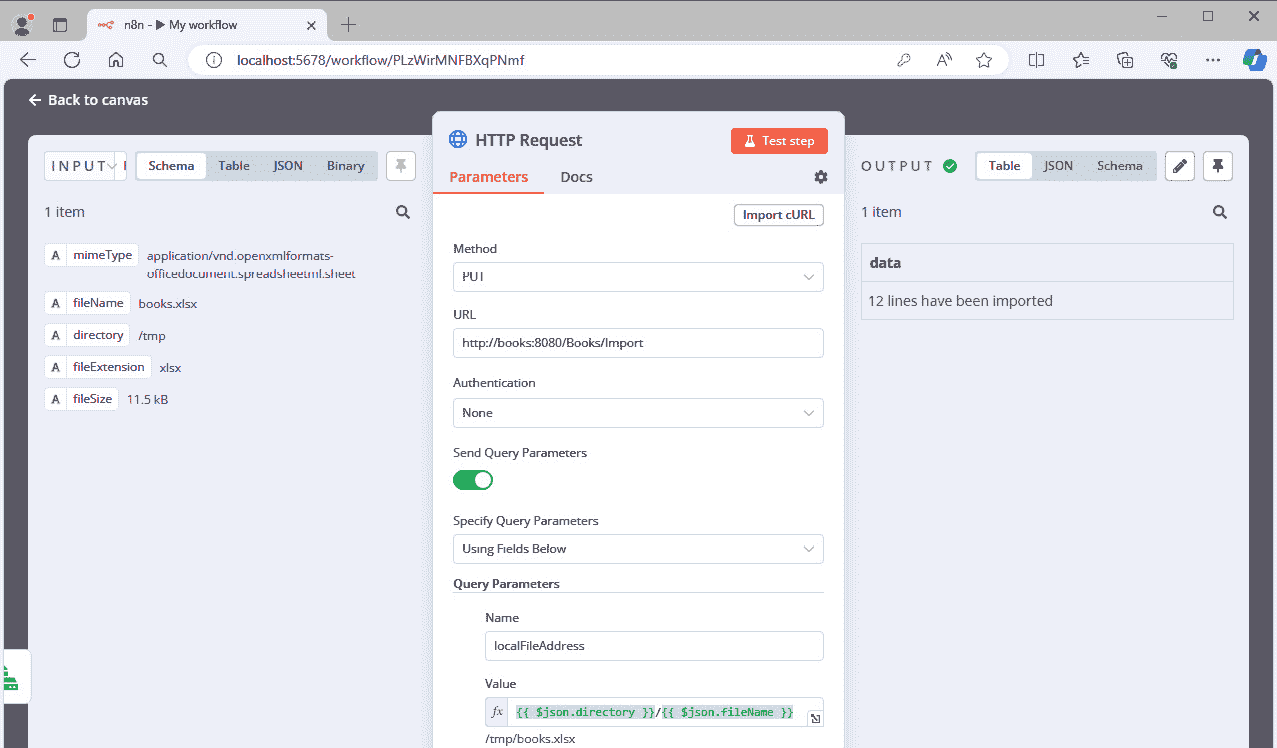 n8n - ▶ My workflow
localhost:5678/workflow/PLzWirMNFBXqPNmf
Back to canvas
INPUT
Schema Table JSON Binary
1 item
A mimeType application/vnd.openxmlformats-
officedocument.spreadsheetml.sheet
A fileName books.xlsx
A directory /tmp
A fileExtension xlsx
A fileSize 11.5 kB
HTTP Request
Test step
Parameters Docs
Import cURL
Method
PUT
URL
http://books:8080/Books/Import
Authentication
None
Send Query Parameters
Specify Query Parameters
Using Fields Below
Query Parameters
Name
localFileAddress
Value
fx {{ $json.directory }}/{{ $json.fileName }}
/tmp/books.xlsx
OUTPUT
Table JSON Schema
1 item
data
12 lines have been imported